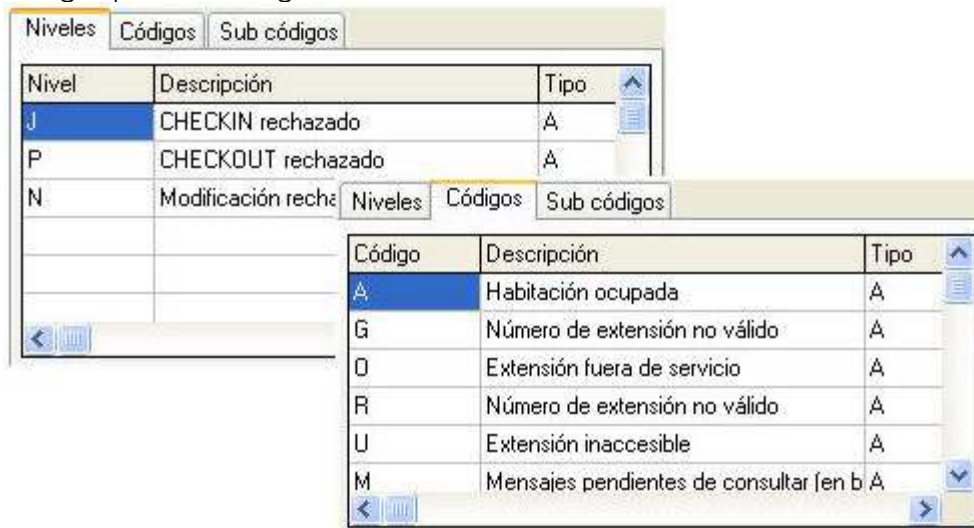 Niveles Códigos Sub códigos
Nivel Descripción Tipo
J CHECKIN rechazado A
P CHECKOUT rechazado A
N Modificación
Niveles Códigos Sub códigos
Código Descripción Tipo
A Habitación ocupada A
G Número de extensión no válido A
O Extensión fuera de servicio A
R Número de extensión no válido A
U Extensión inaccesible A
M Mensajes pendientes de consultar (en b A